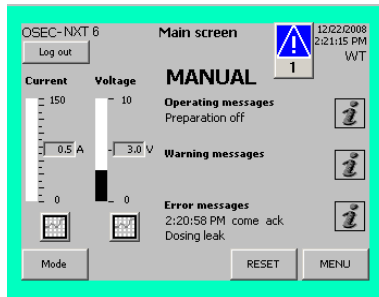 OSEC-NXT 6
Main screen
12/22/2008
2:21:15 PM
Log out
WT
1
Current
Voltage
MANUAL
150
10
Operating messages
Preparation off
0.5 A
3.0 V
Warning messages
0
0
Error messages
2:20:58 PM come ack
Dosing leak
Mode
RESET
MENU